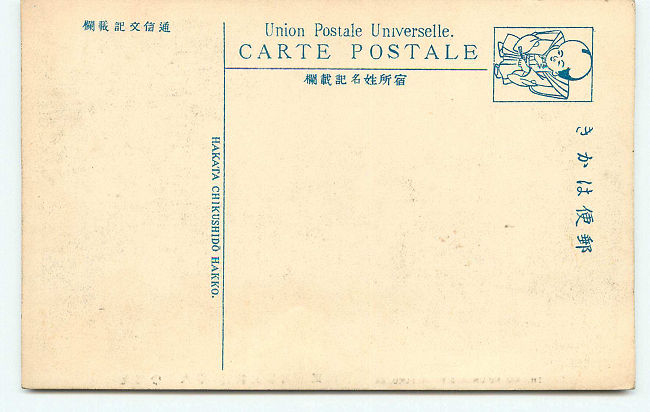 通信文記載欄
Union Postale Universelle.
CARTE POSTALE
宿所姓名記載欄
郵便はかき
HAKATA CHIKUSHIDŌ HAKKO.